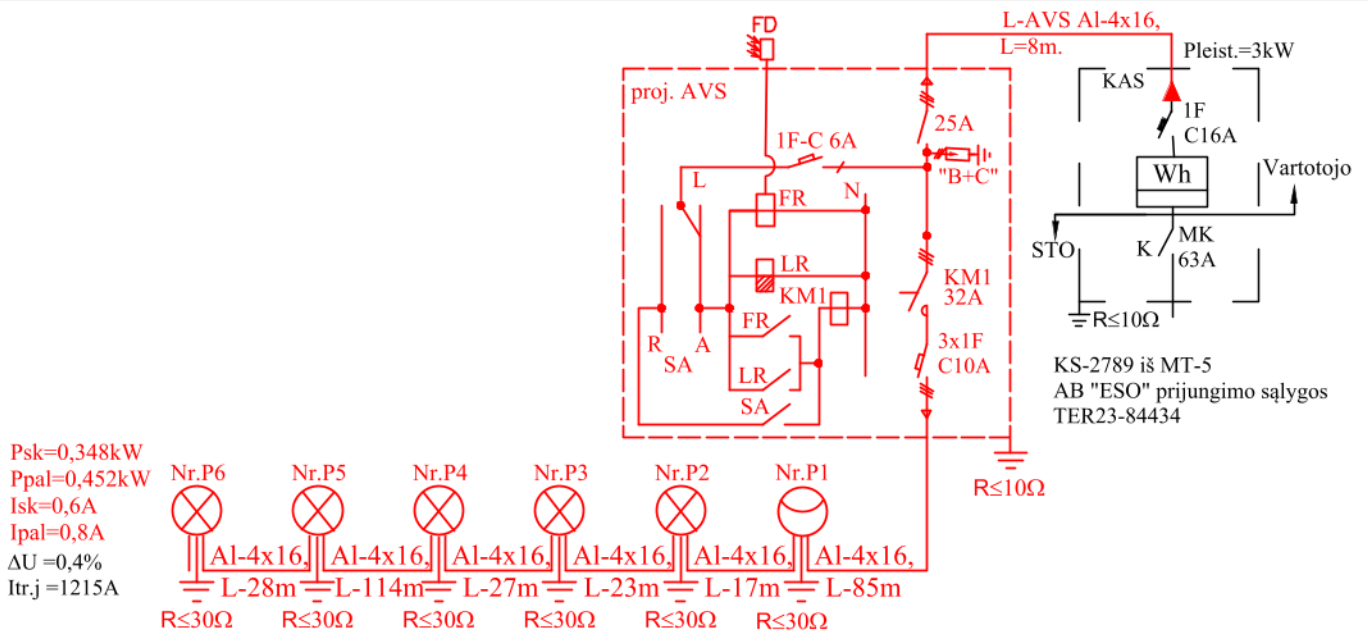 FD
L-AVS Al-4x16,
L=8m.
Pleist.=3kW
KAS
1F
C16A
Wh
Vartotojo
STO
K
MK
63A
R≤10Ω
KS-2789 iš MT-5
AB "ESO" prijungimo sąlygos
TER23-84434
proj. AVS
25A
1F-C 6A
"B+C"
L
N
FR
LR
KM1
KM1
32A
FR
R
A
SA
LR
3x1F
C10A
SA
R≤10Ω
Psk=0,348kW
Ppal=0,452kW
Isk=0,6A
Ipal=0,8A
ΔU =0,4%
Itr.j =1215A
Nr.P6
Nr.P5
Nr.P4
Nr.P3
Nr.P2
Nr.P1
Al-4x16,
L-28m
Al-4x16,
L-114m
Al-4x16,
L-27m
Al-4x16,
L-23m
Al-4x16,
L-17m
Al-4x16,
L-85m
R≤30Ω
R≤30Ω
R≤30Ω
R≤30Ω
R≤30Ω
R≤30Ω